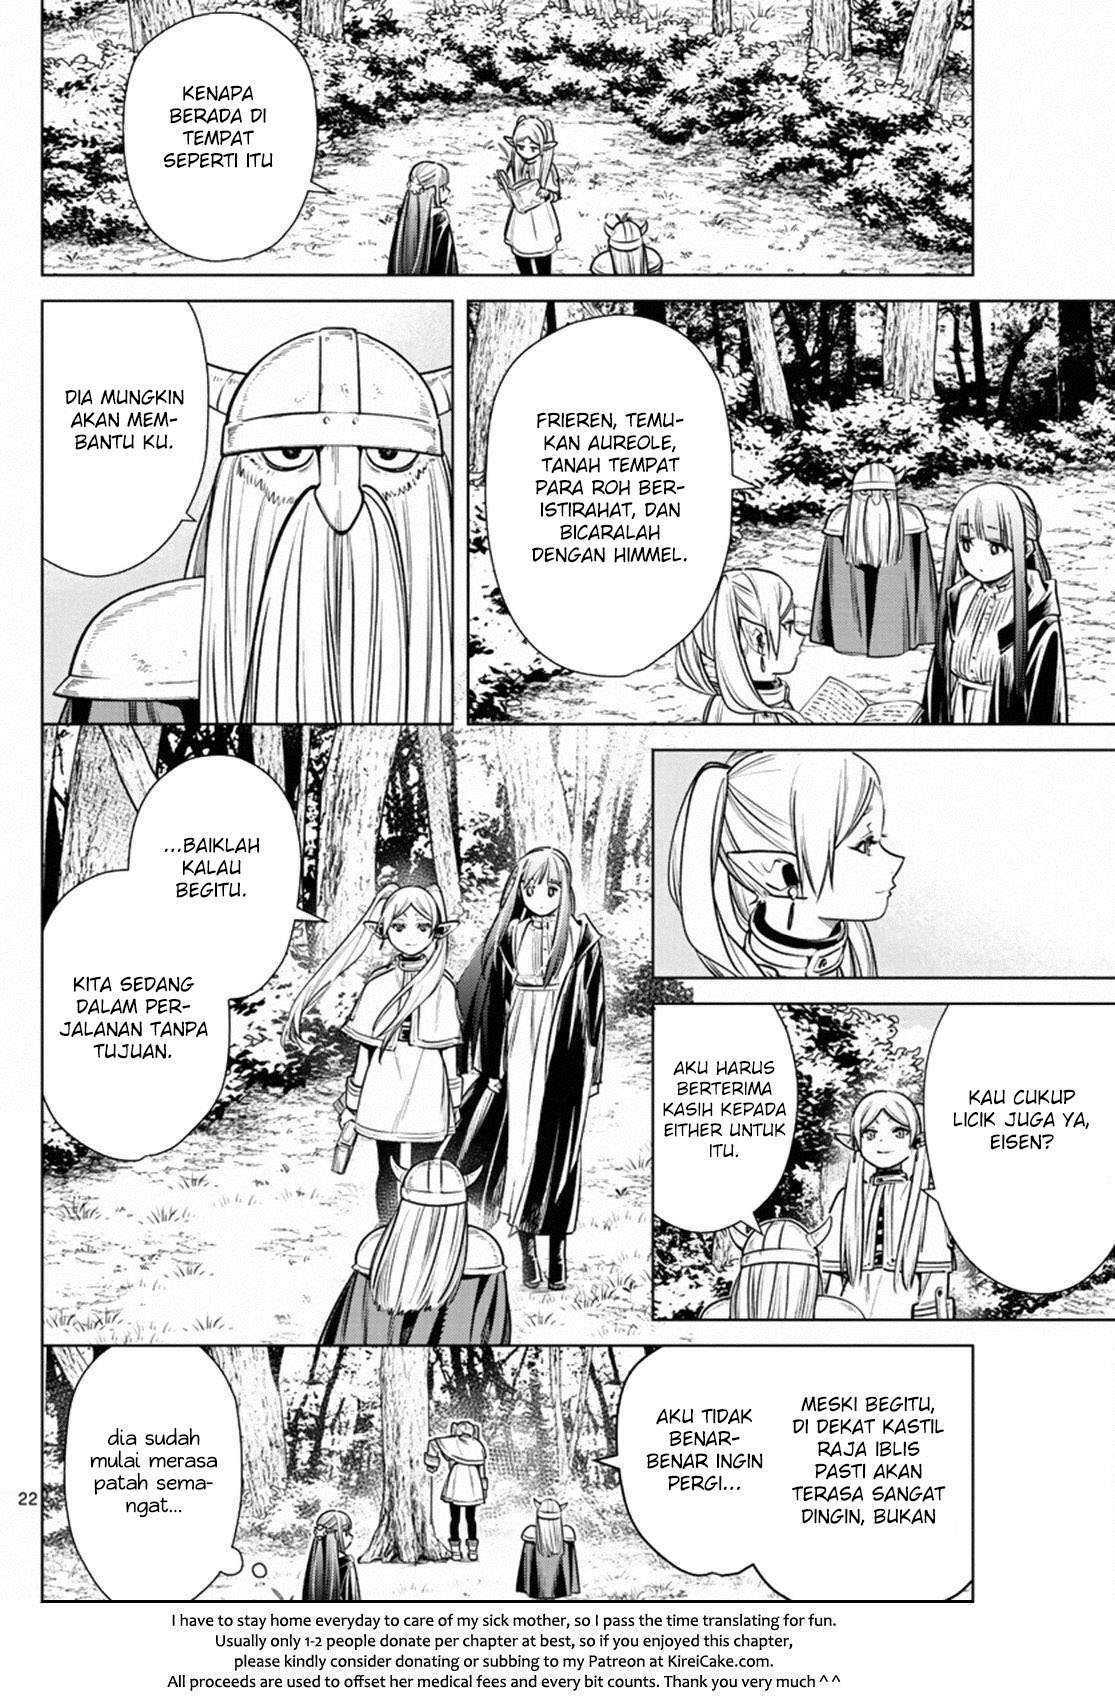 KENAPA
BERADA DI
TEMPAT
SEPERTI ITU
FRIEREN, TEMU-
KAN AUREOLE,
TANAH TEMPAT
PARA ROH BER-
ISTIRAHAT, DAN
BICARALAH
DENGAN HIMMEL.
DIA MUNGKIN
AKAN MEM-
BANTU KU.
KAU CUKUP
LICIK JUGA YA,
EISEN?
AKU HARUS
BERTERIMA
KASIH KEPADA
EITHER UNTUK
ITU.
...BAIKLAH
KALAU
BEGITU.
KITA SEDANG
DALAM PER-
JALANAN TANPA
TUJUAN.
MESKI BEGITU,
DI DEKAT KASTIL
RAJA IBLIS
PASTI AKAN
TERASA SANGAT
DINGIN, BUKAN
AKU TIDAK
BENAR-
BENAR INGIN
PERGI...
dia sudah
mulai merasa
patah sema-
ngat...
22
I have to stay home everyday to care of my sick mother, so I pass the time translating for fun.
Usually only 1-2 people donate per chapter at best, so if you enjoyed this chapter,
please kindly consider donating or subbing to my Patreon at KireiCake.com.
All proceeds are used to offset her medical fees and every bit counts. Thank you very much ^ ^